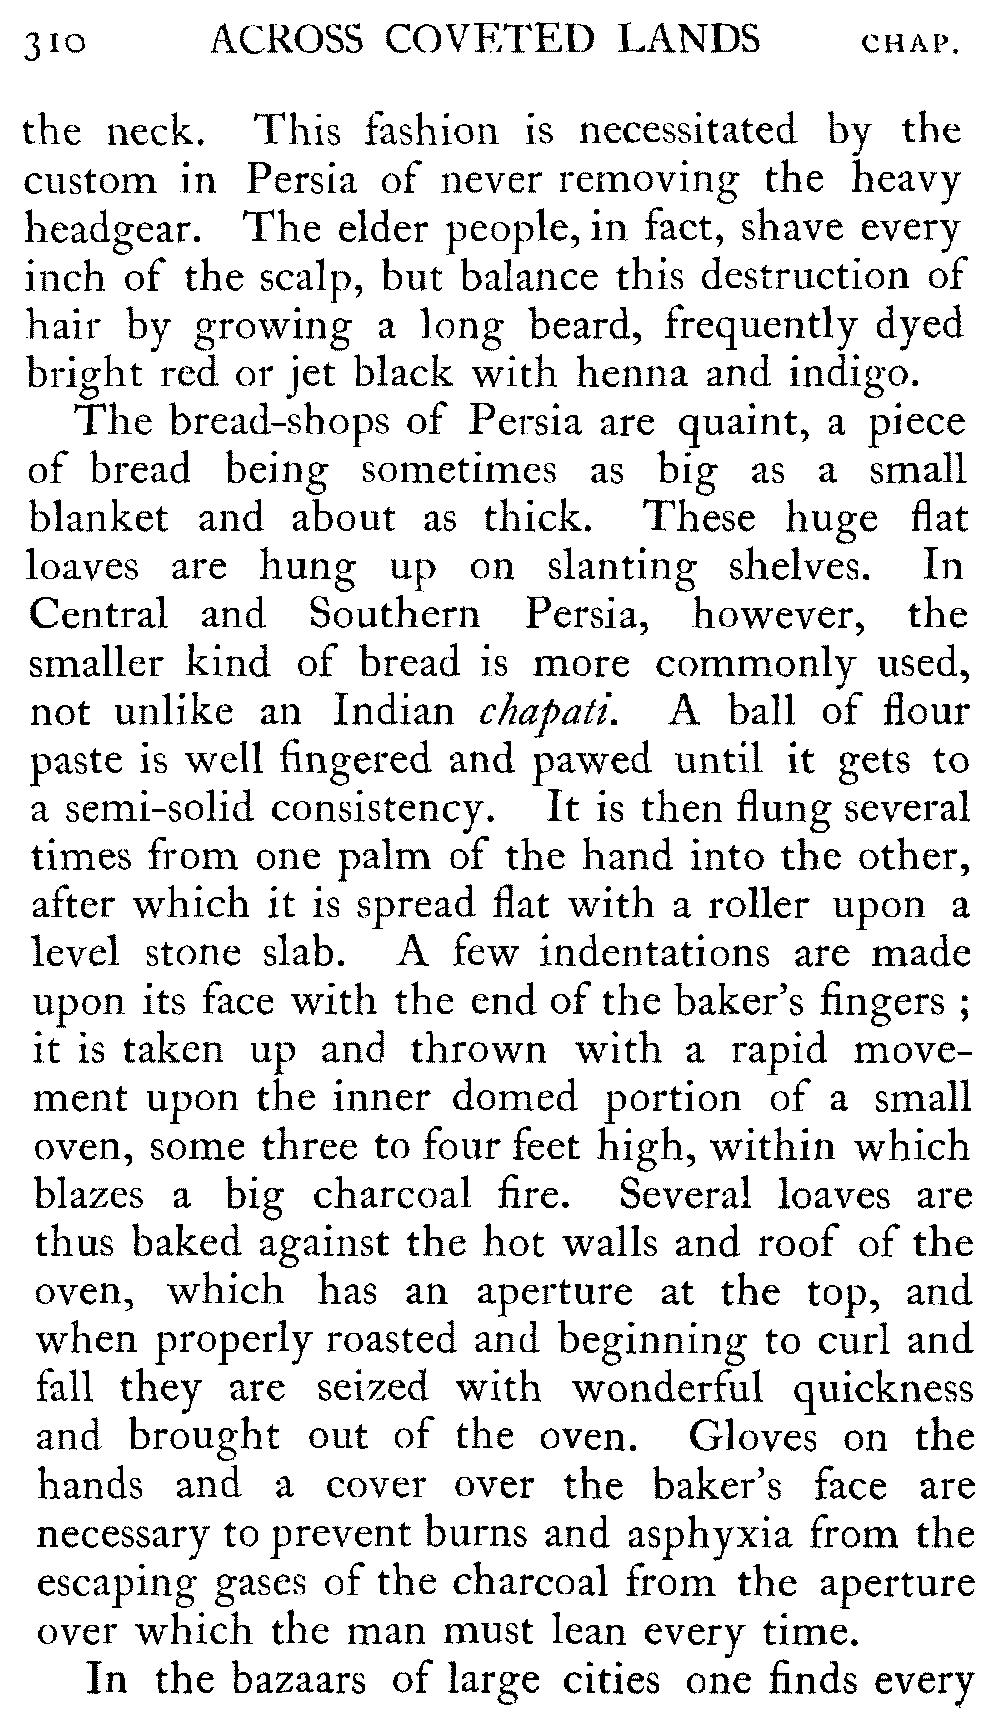 310 ACROSS COVETED LANDS CHAP.
the neck. This fashion is necessitated by the
custom in Persia of never removing the heavy
headgear. The elder people, in fact, shave every
inch of the scalp, but balance this destruction of
hair by growing a long beard, frequently dyed
bright red or jet black with henna and indigo.
The bread-shops of Persia are quaint, a piece
of bread being sometimes as big as a small
blanket and about as thick. These huge flat
loaves are hung up on slanting shelves. In
Central and Southern Persia, however, the
smaller kind of bread is more commonly used,
not unlike an Indian chapati. A ball of flour
paste is well fingered and pawed until it gets to
a semi-solid consistency. It is then flung several
times from one palm of the hand into the other,
after which it is spread flat with a roller upon a
level stone slab. A few indentations are made
upon its face with the end of the baker's fingers ;
it is taken up and thrown with a rapid move-
ment upon the inner domed portion of a small
oven, some three to four feet high, within which
blazes a big charcoal fire. Several loaves are
thus baked against the hot walls and roof of the
oven, which has an aperture at the top, and
when properly roasted and beginning to curl and
fall they are seized with wonderful quickness
and brought out of the oven. Gloves on the
hands and a cover over the baker's face are
necessary to prevent burns and asphyxia from the
escaping gases of the charcoal from the aperture
over which the man must lean every time.
In the bazaars of large cities one finds every